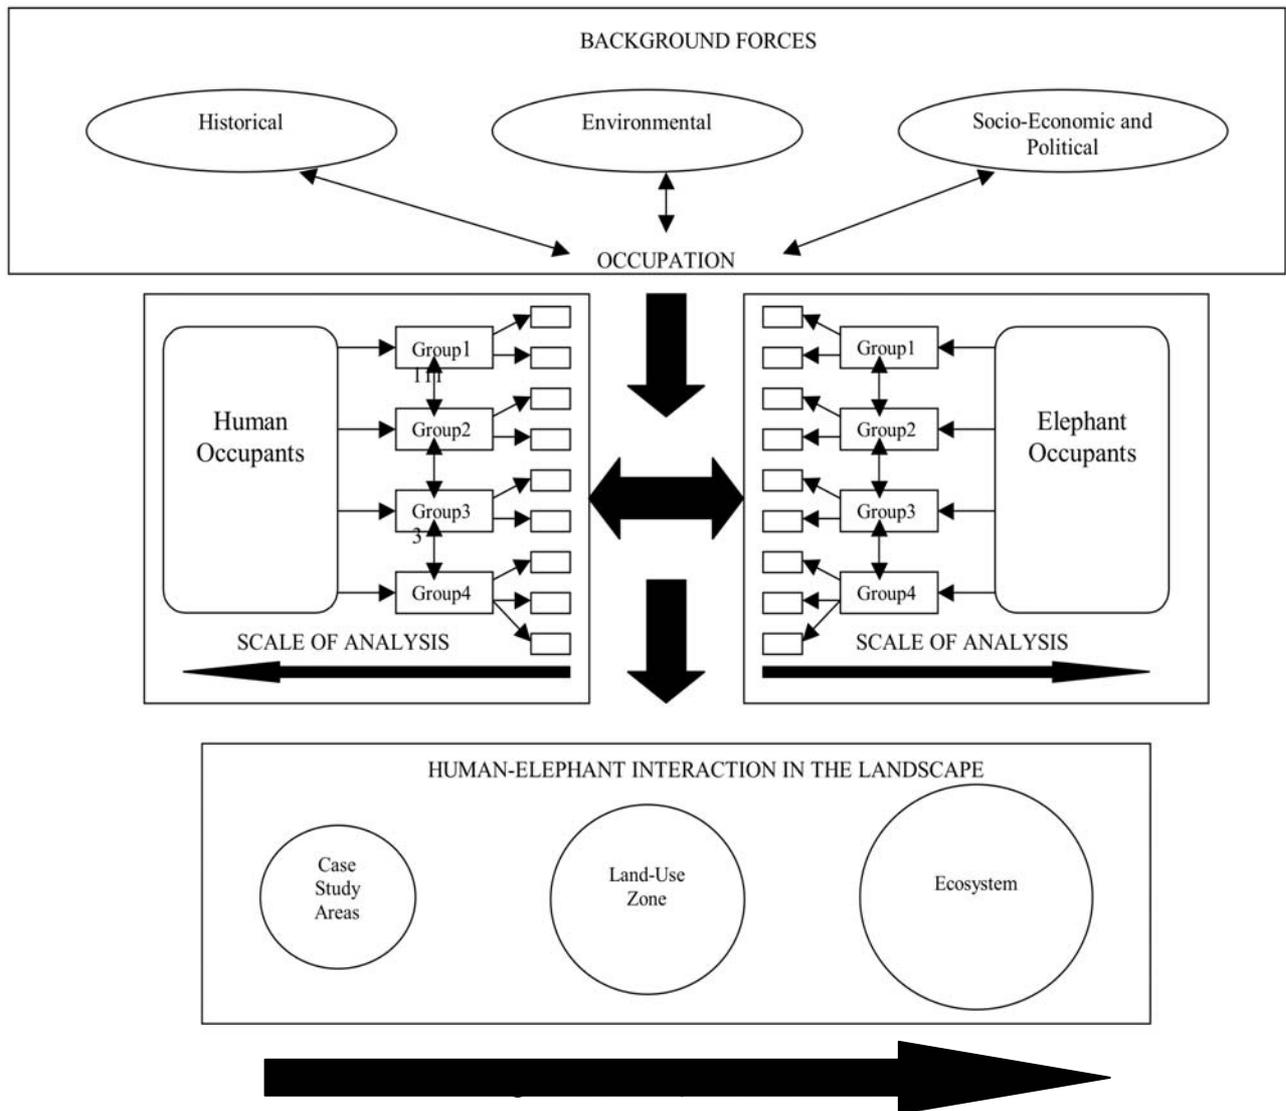 BACKGROUND FORCES
Historical
Environmental
Socio-Economic and
Political
OCCUPATION
Human
Occupants
Group1
111
Group2
Group3
3
Group4
SCALE OF ANALYSIS
Group1
Group2
Group3
Group4
Elephant
Occupants
SCALE OF ANALYSIS
HUMAN-ELEPHANT INTERACTION IN THE LANDSCAPE
Case
Study
Areas
Land-Use
Zone
Ecosystem